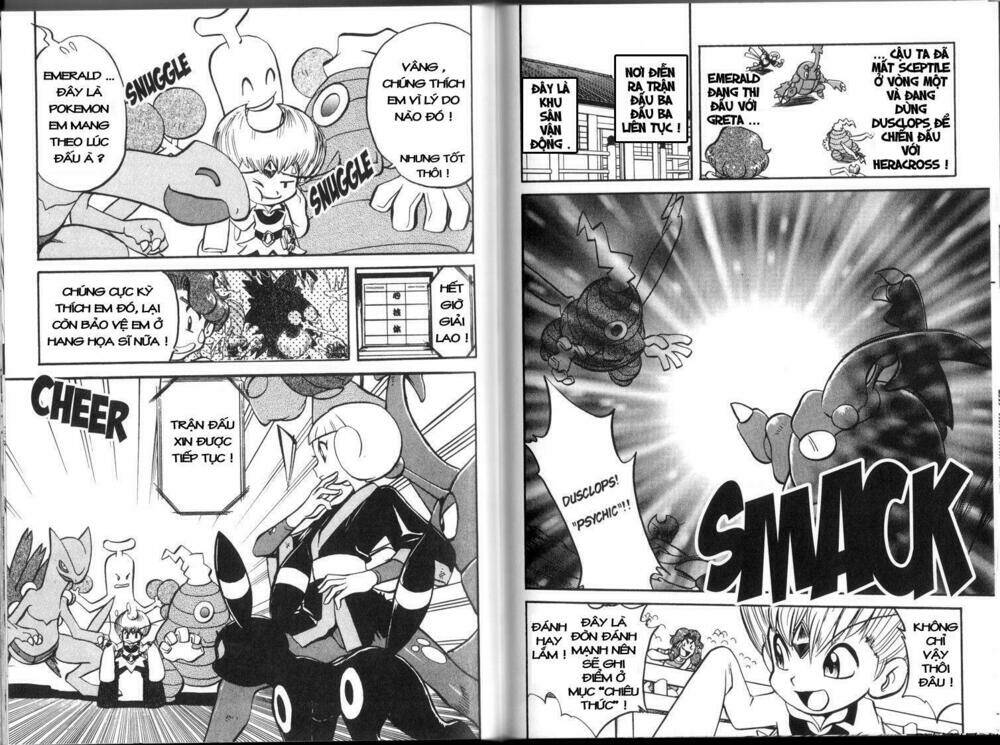 EMERALD ...
ĐÂY LÀ
POKEMON
EM MANG
THEO LÚC
ĐẤU À ?
SNUGGLE
VÂNG ,
CHÚNG THÍCH
EM VÌ LÝ DO
NÀO ĐÓ !
NHƯNG TỐT
THÔI !
SNUGGLE
CHÚNG CỰC KỲ
THÍCH EM ĐÓ, LẠI
CÒN BẢO VỆ EM Ở
HANG HỌA SĨ NỮA !
HẾT
GIỜ
GIẢI
LAO !
CHEER
TRẬN ĐẤU
XIN ĐƯỢC
TIẾP TỤC !
ĐÂY LÀ
KHU
SÂN
VẬN
ĐỘNG .
NƠI DIỄN
RA TRẬN
ĐẤU BA
ĐẤU BA
LIÊN TỤC !
EMERALD
ĐANG THI
ĐẤU VỚI
GRETA ...
... CẬU TA ĐÃ
MẤT SCEPTILE
Ở VÒNG MỘT
VÀ ĐANG
DÙNG
DUSCLOPS ĐỂ
CHIẾN ĐẤU
VỚI
HERACROSS !
DUSCLOPS!
"PSYCHIC"!!
SMACK
ĐÁNH
HAY
LẮM !
ĐÂY LÀ
ĐÒN ĐÁNH
MẠNH NÊN
SẼ GHI
ĐIỂM Ở
MỤC "CHIÊU
THỨC" !
KHÔNG
CHỈ
VẬY
THÔI
ĐÂU !